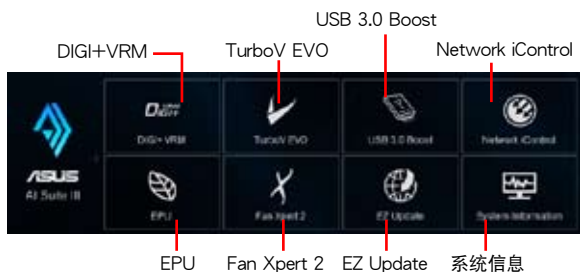 USB 3.0 Boost
DIGI+VRM TurboV EVO Network iControl
DIGI+ VRM TurboV EVO USB 3.0 Boost Network iControl
ASUS
AI Suite III
EPU Fan Xpert 2 EZ Update System Information
EPU Fan Xpert 2 EZ Update 系统信息